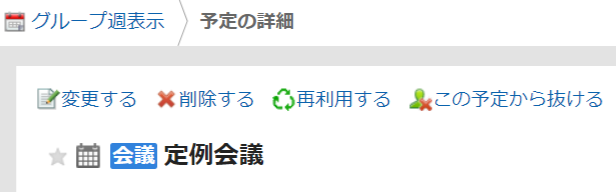 グループ週表示 予定の詳細
変更する 削除する 再利用する この予定から抜ける
会議 定例会議